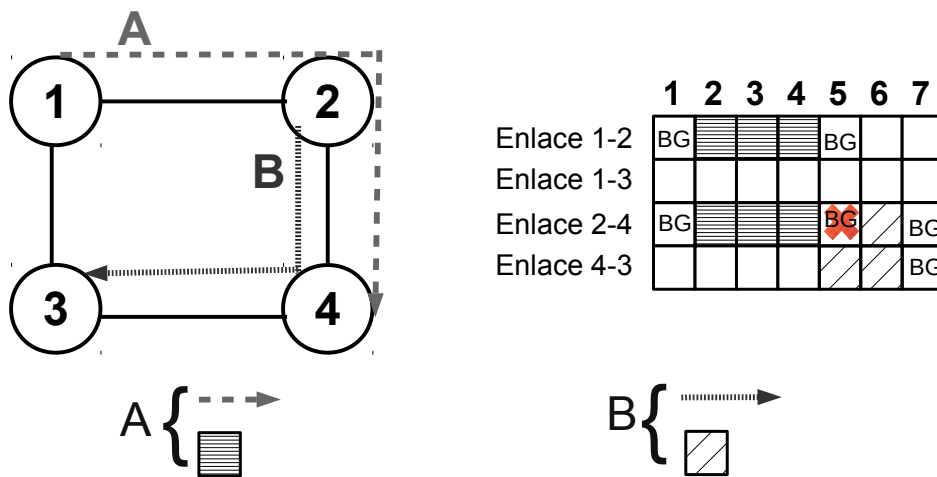 A
1 2
B
3 4
1 2 3 4 5 6 7
Enlace 1-2 BG BG
Enlace 1-3
Enlace 2-4 BG BG BG
Enlace 4-3 BG
A {
B {